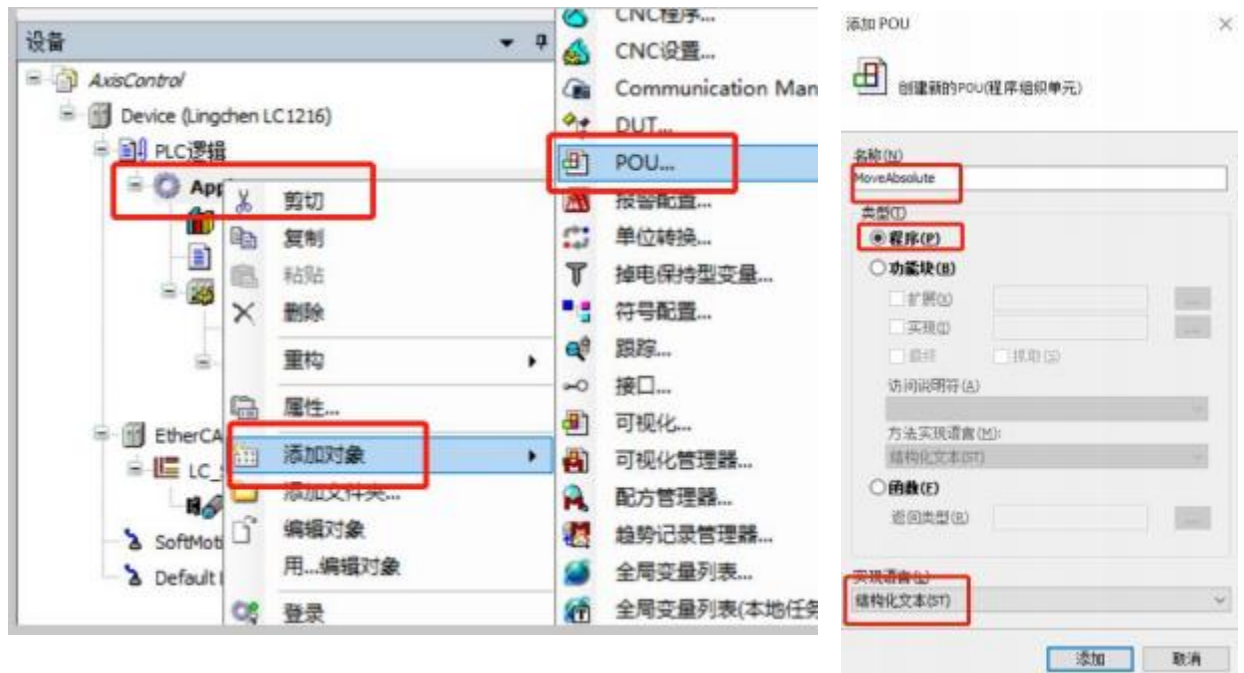 设备
AxisControl
Device (Lingchen LC1216)
PLC逻辑
App
EtherCA
LC_
SoftMoti
Default
剪切
复制
粘贴
删除
重构
属性...
添加对象
添加文件夹...
编辑对象
用...编辑对象
登录
CNC程序...
CNC设置...
Communication Man
DUT...
POU...
报警配置...
单位转换...
掉电保持型变量...
符号配置...
跟踪...
接口...
可视化...
可视化管理器...
配方管理器...
趋势记录管理器...
全局变量列表...
全局变量列表(本地任务
添加 POU
创建新的POU(程序组织单元)
名称(N)
MoveAbsolute
类型(T)
程序(P)
功能块(B)
扩展(X)
实现(I)
最终
抓取(S)
访问说明符(A)
方法实现语言(M):
结构化文本(ST)
函数(F)
返回类型(R)
...
实现语言(L)
结构化文本(ST)
添加
取消